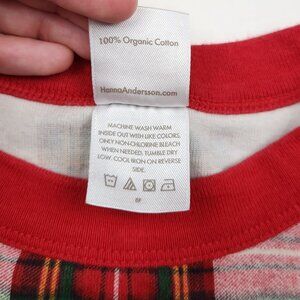 100% Organic Cotton
HannaAndersson.com
MACHINE WASH WARM
INSIDE OUT WITH LIKE COLORS,
ONLY NON-CHLORINE BLEACH
WHEN NEEDED, TUMBLE DRY
LOW. COOL IRON ON REVERSE
SIDE.